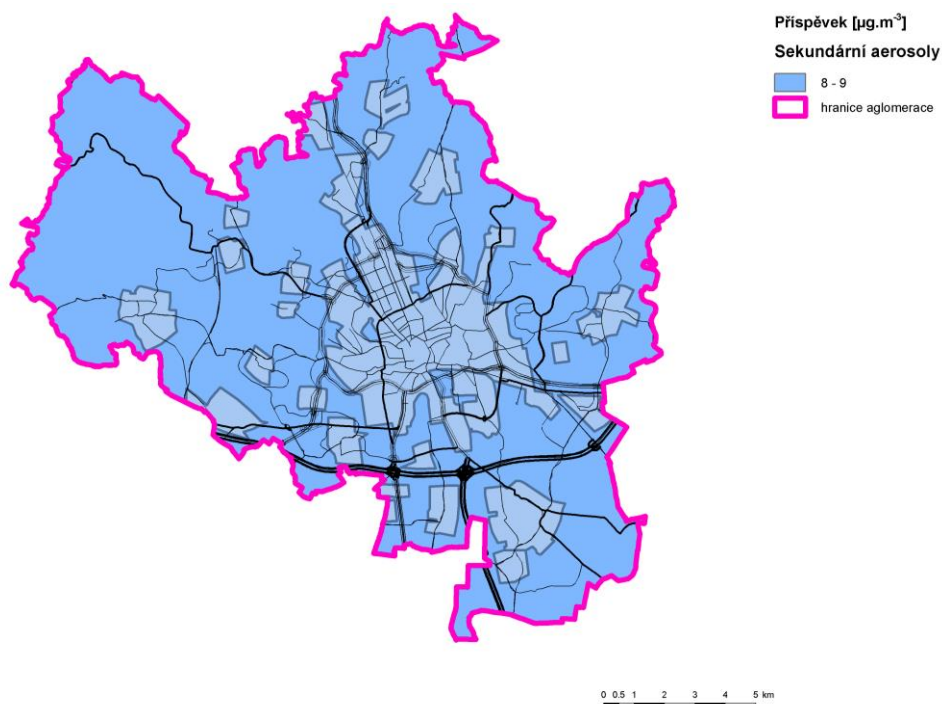 Příspěvek [µg.m⁻³]
Sekundární aerosoly
8 - 9
hranice aglomerace
0 0.5 1 2 3 4 5 km